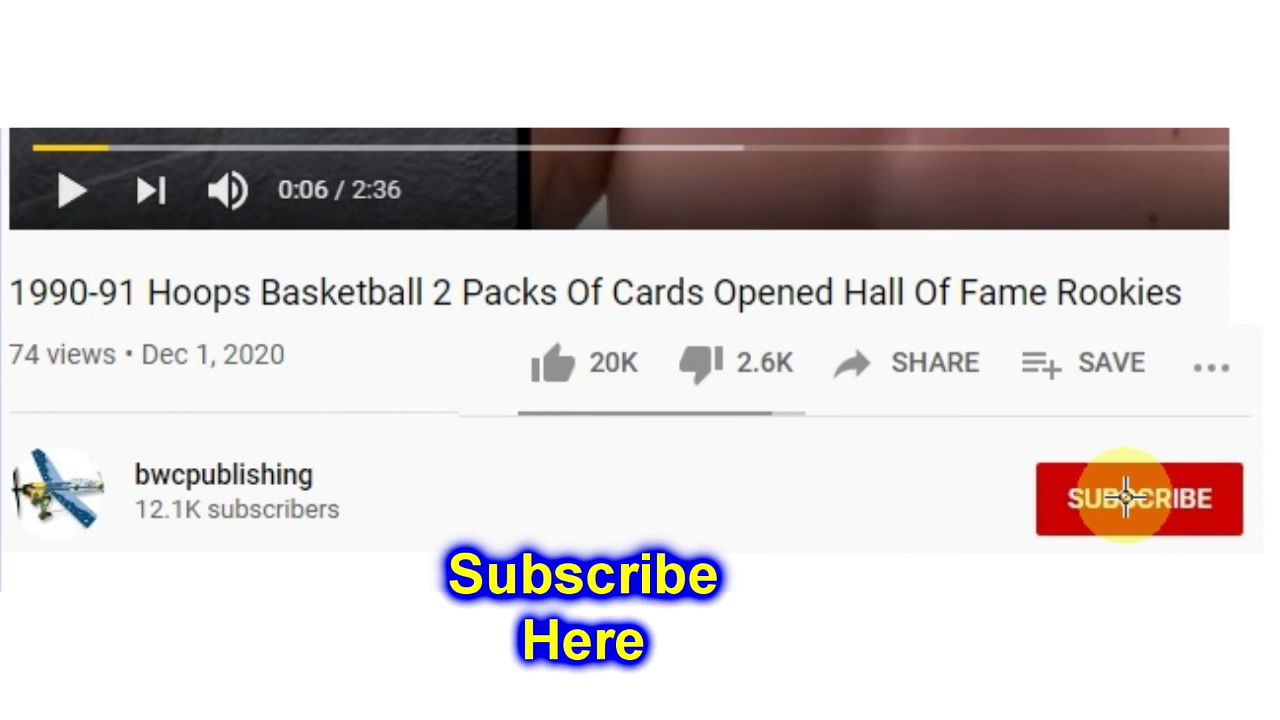 0:06 / 2:36
1990-91 Hoops Basketball 2 Packs Of Cards Opened Hall Of Fame Rookies
74 views • Dec 1, 2020
20K 2.6K SHARE SAVE
bwcpublishing
12.1K subscribers
SUBSCRIBE
Subscribe
Here